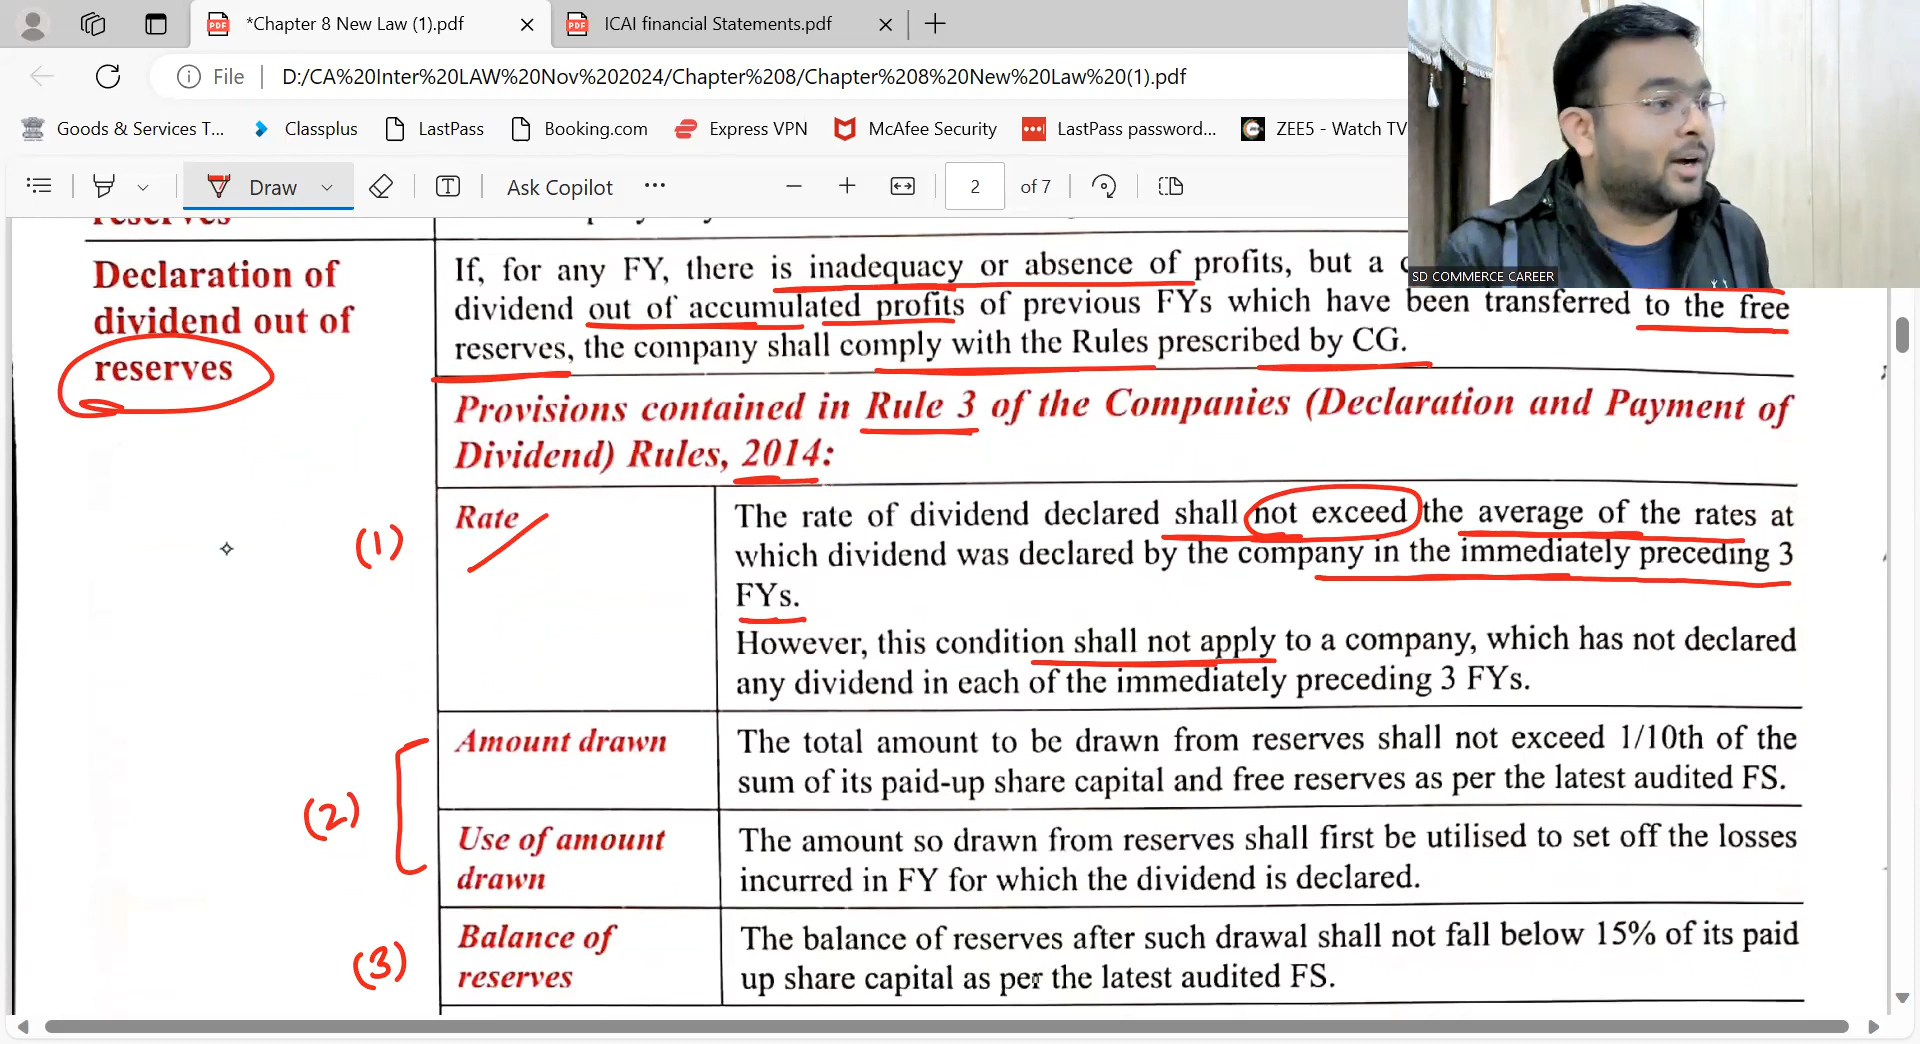 *Chapter 8 New Law (1).pdf
ICAI financial Statements.pdf
File
D:/CA%20Inter%20LAW%20Nov%202024/Chapter%208/Chapter%208%20New%20Law%20(1).pdf
Goods & Services T...
Classplus
LastPass
Booking.com
Express VPN
McAfee Security
LastPass password...
ZEE5 - Watch TV
Draw
Ask Copilot
2
of 7
SD COMMERCE CAREER
reserves
Declaration of
dividend out of
reserves
If, for any FY, there is inadequacy or absence of profits, but a
dividend out of accumulated profits of previous FYs which have been transferred to the free
reserves, the company shall comply with the Rules prescribed by CG.
Provisions contained in Rule 3 of the Companies (Declaration and Payment of
Dividend) Rules, 2014:
(1)
Rate
The rate of dividend declared shall not exceed the average of the rates at
which dividend was declared by the company in the immediately preceding 3
FYs.
However, this condition shall not apply to a company, which has not declared
any dividend in each of the immediately preceding 3 FYs.
(2)
Amount drawn
The total amount to be drawn from reserves shall not exceed 1/10th of the
sum of its paid-up share capital and free reserves as per the latest audited FS.
Use of amount
drawn
The amount so drawn from reserves shall first be utilised to set off the losses
incurred in FY for which the dividend is declared.
(3)
Balance of
reserves
The balance of reserves after such drawal shall not fall below 15% of its paid
up share capital as per the latest audited FS.